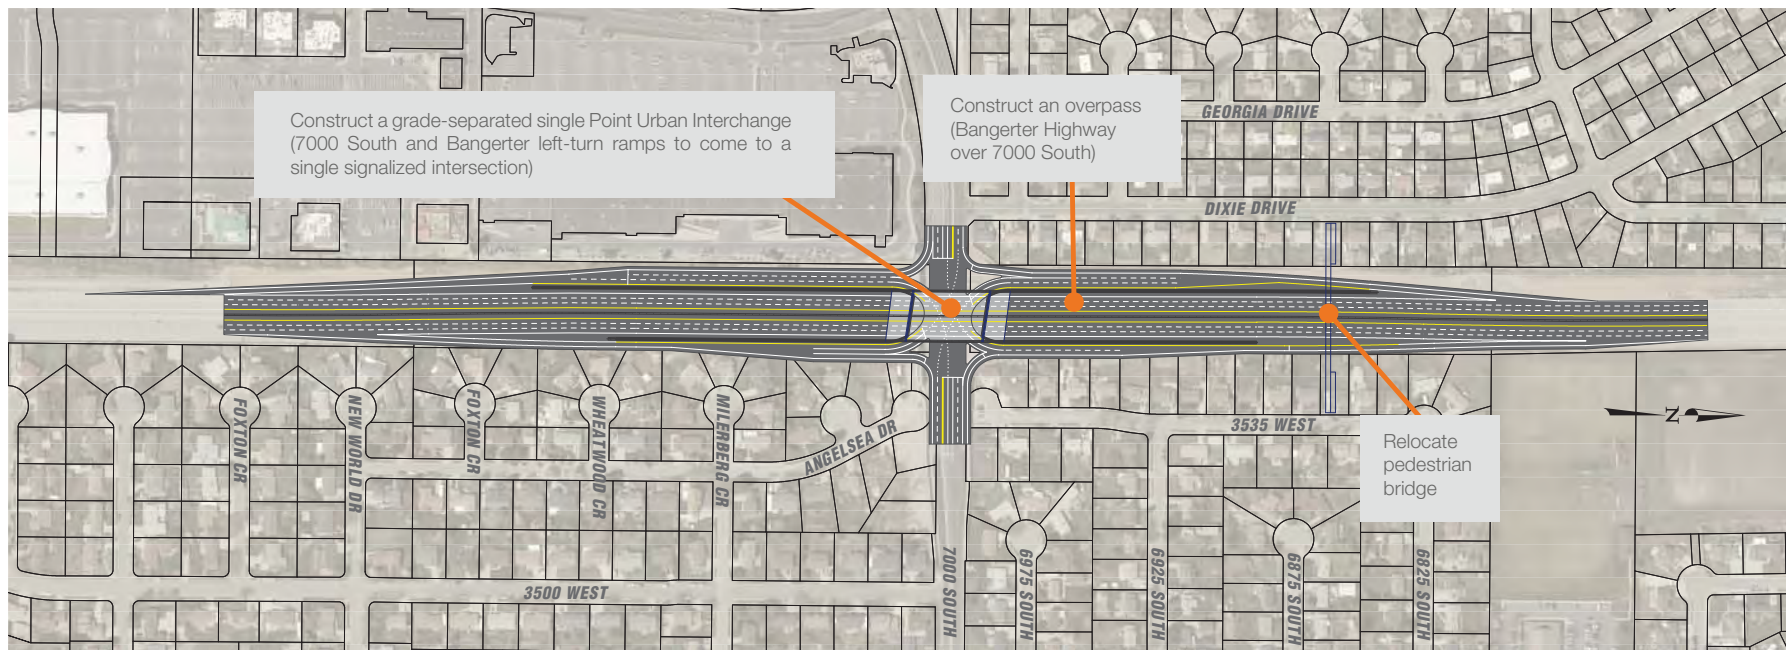 Construct a grade-separated single Point Urban Interchange
(7000 South and Bangerter left-turn ramps to come to a
single signalized intersection)
Construct an overpass
(Bangerter Highway
over 7000 South)
GEORGIA DRIVE
DIXIE DRIVE
FOXTON CR
NEW WORLD DR
FOXTON CR
WHEATWOOD CR
MILERBERG CR
ANGELSEA DR
3535 WEST
N
Relocate
pedestrian
bridge
3500 WEST
7000 SOUTH
6975 SOUTH
6925 SOUTH
6875 SOUTH
6825 SOUTH